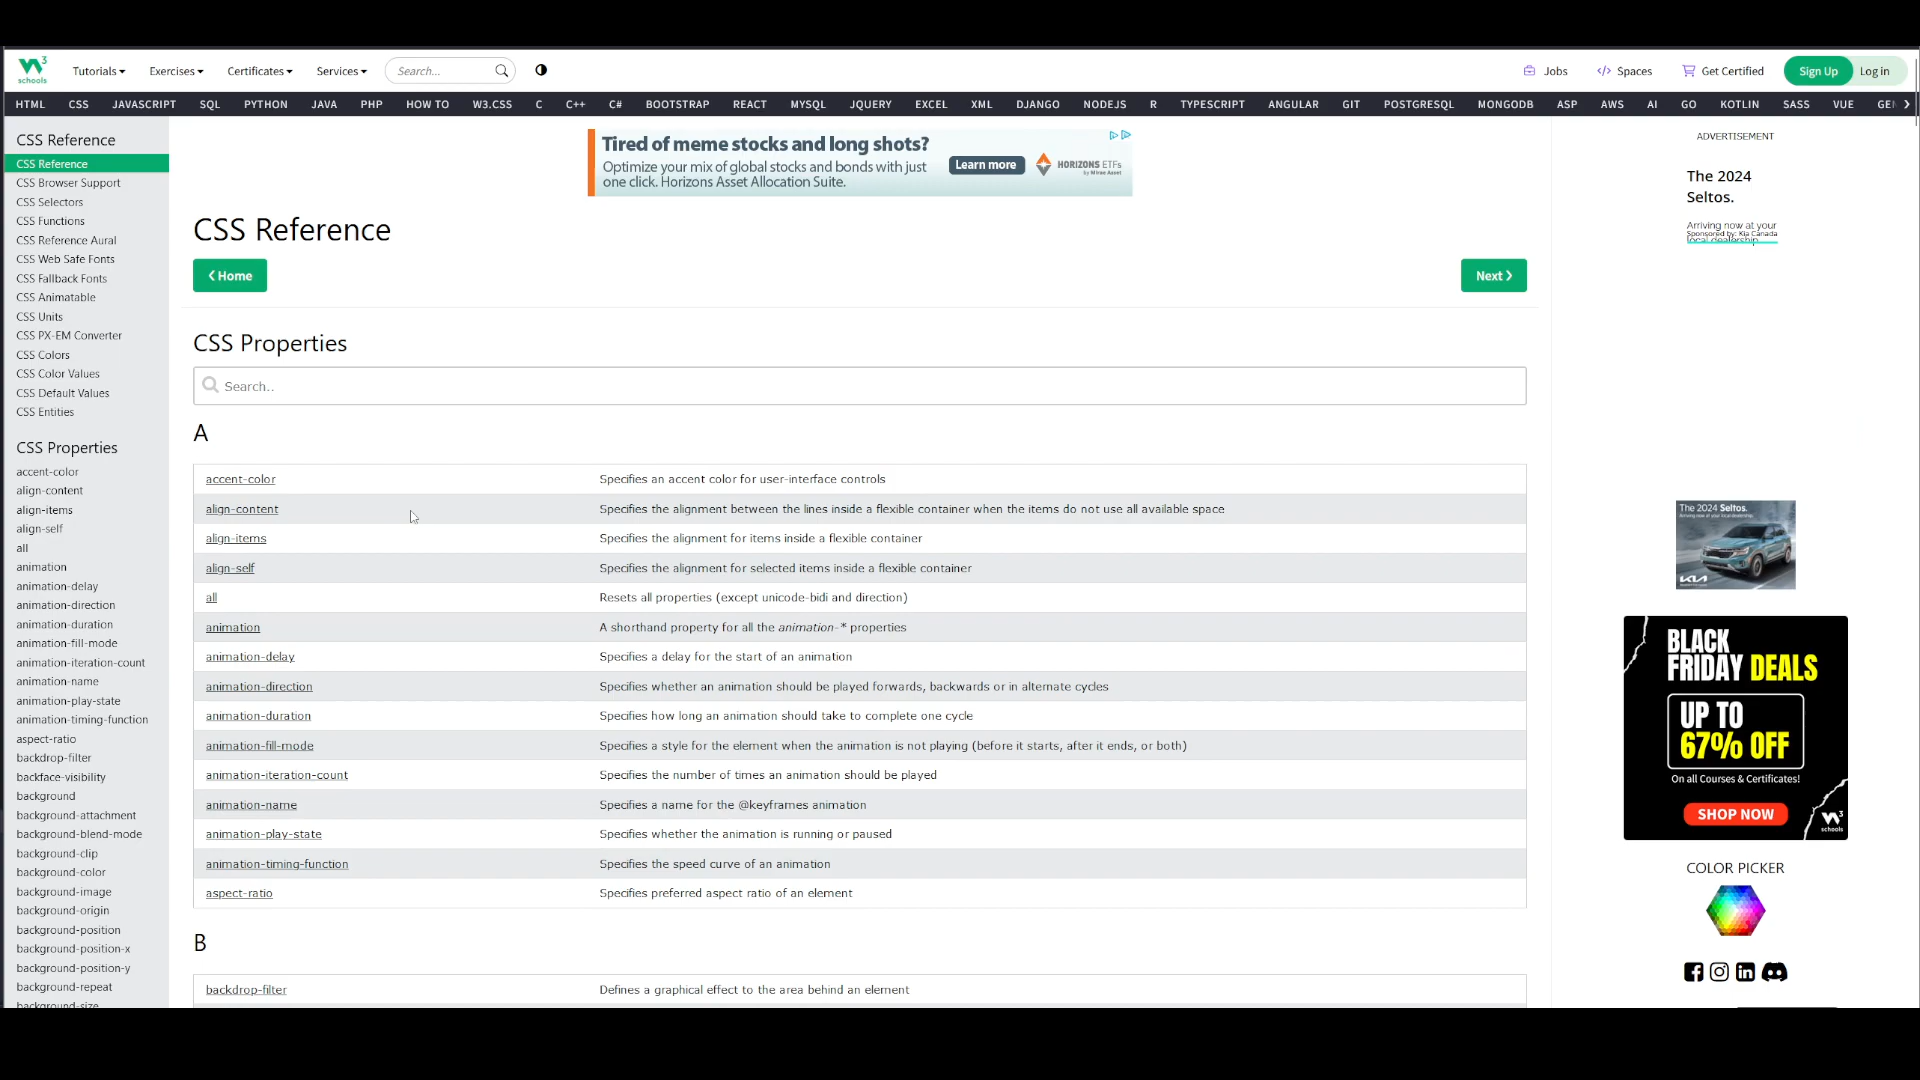 W3
schools
Tutorials
Exercises
Certificates
Services
Search...
Jobs
</> Spaces
Get Certified
Sign Up
Log in
HTML CSS JAVASCRIPT SQL PYTHON JAVA PHP HOW TO W3.CSS C C++ C# BOOTSTRAP REACT MYSQL JQUERY EXCEL XML DJANGO NODEJS R TYPESCRIPT ANGULAR GIT POSTGRESQL MONGODB ASP AWS AI GO KOTLIN SASS VUE
CSS Reference
CSS Reference
CSS Browser Support
CSS Selectors
CSS Functions
CSS Reference Aural
CSS Web Safe Fonts
CSS Fallback Fonts
CSS Animatable
CSS Units
CSS PX-EM Converter
CSS Colors
CSS Color Values
CSS Default Values
CSS Entities
CSS Properties
accent-color
align-content
align-items
align-self
all
animation
animation-delay
animation-direction
animation-duration
animation-fill-mode
animation-iteration-count
animation-name
animation-play-state
animation-timing-function
aspect-ratio
backdrop-filter
backface-visibility
background
background-attachment
background-blend-mode
background-clip
background-color
background-image
background-origin
background-position
background-position-x
background-position-y
background-repeat
background-size
Tired of meme stocks and long shots?
Optimize your mix of global stocks and bonds with just
one click. Horizons Asset Allocation Suite.
Learn more
HORIZONS ETFs
by Mirae Asset
CSS Reference
❮ Home
Next ❯
CSS Properties
Search..
A
accent-color Specifies an accent color for user-interface controls
align-content Specifies the alignment between the lines inside a flexible container when the items do not use all available space
align-items Specifies the alignment for items inside a flexible container
align-self Specifies the alignment for selected items inside a flexible container
all Resets all properties (except unicode-bidi and direction)
animation A shorthand property for all the animation-* properties
animation-delay Specifies a delay for the start of an animation
animation-direction Specifies whether an animation should be played forwards, backwards or in alternate cycles
animation-duration Specifies how long an animation should take to complete one cycle
animation-fill-mode Specifies a style for the element when the animation is not playing (before it starts, after it ends, or both)
animation-iteration-count Specifies the number of times an animation should be played
animation-name Specifies a name for the @keyframes animation
animation-play-state Specifies whether the animation is running or paused
animation-timing-function Specifies the speed curve of an animation
aspect-ratio Specifies preferred aspect ratio of an element
B
backdrop-filter Defines a graphical effect to the area behind an element
ADVERTISEMENT
The 2024
Seltos.
Arriving now at your
Sponsored by: Kia Canada
local dealership.
The 2024 Seltos.
KIA
BLACK
FRIDAY DEALS
UP TO
67% OFF
On all Courses & Certificates!
SHOP NOW
W3
schools
COLOR PICKER